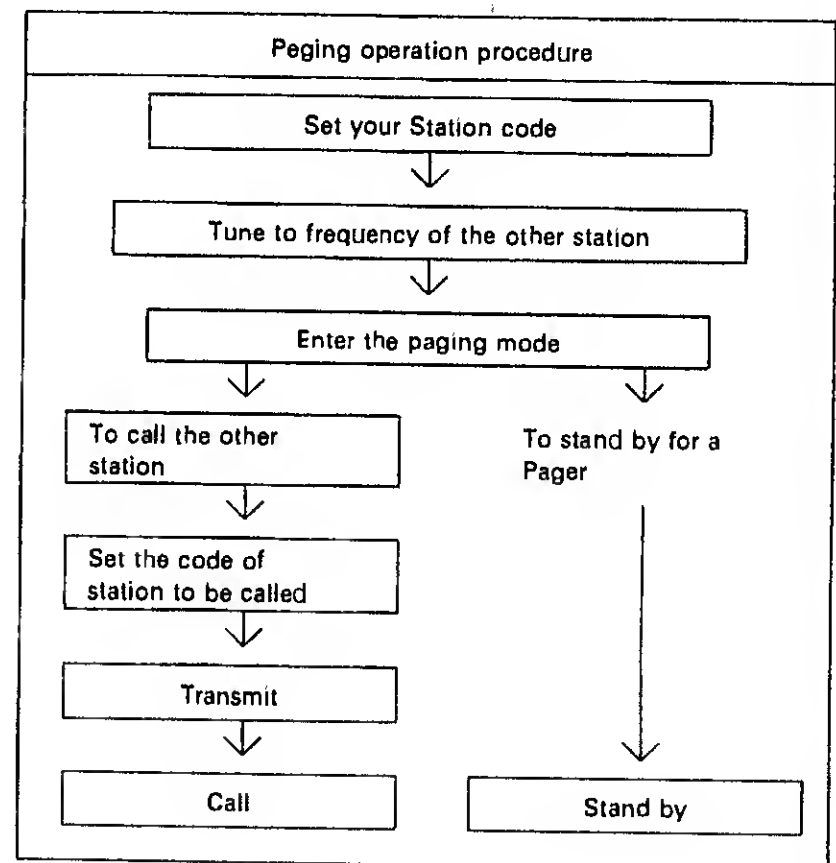 Peging operation procedure
Set your Station code
Tune to frequency of the other station
Enter the paging mode
To call the other
station
Set the code of
station to be called
Transmit
Call
To stand by for a
Pager
Stand by